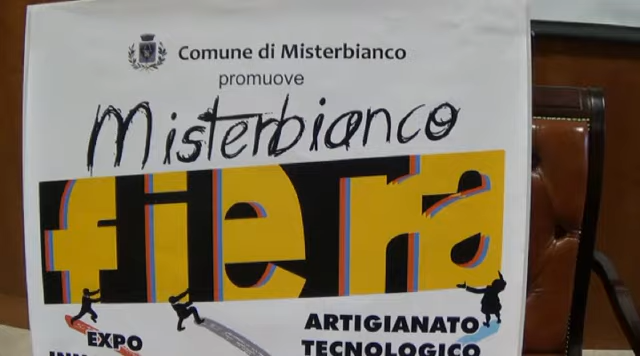 Comune di Misterbianco
promuove
Misterbianco
fiera
ARTIGIANATO
EXPO
TECNOLOGICO